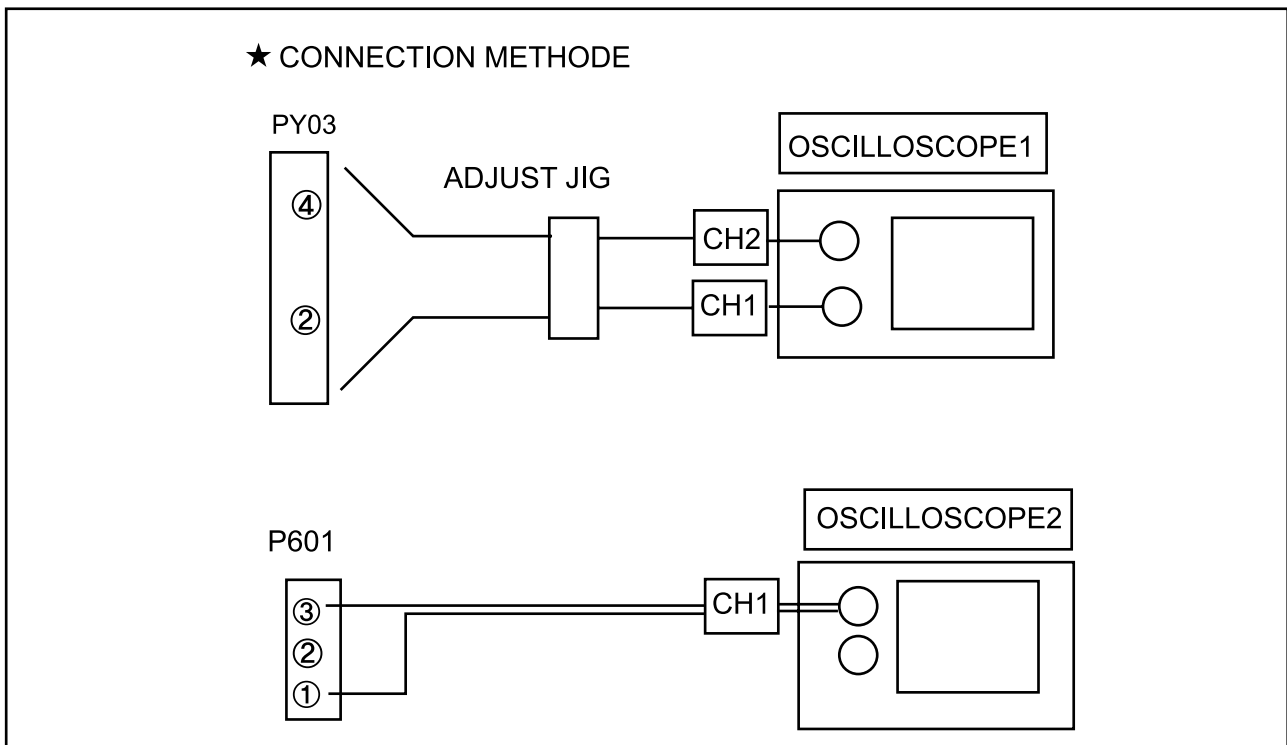 ★ CONNECTION METHODE
PY03
OSCILLOSCOPE1
ADJUST JIG
④
CH2
②
CH1
OSCILLOSCOPE2
P601
③
CH1
②
①